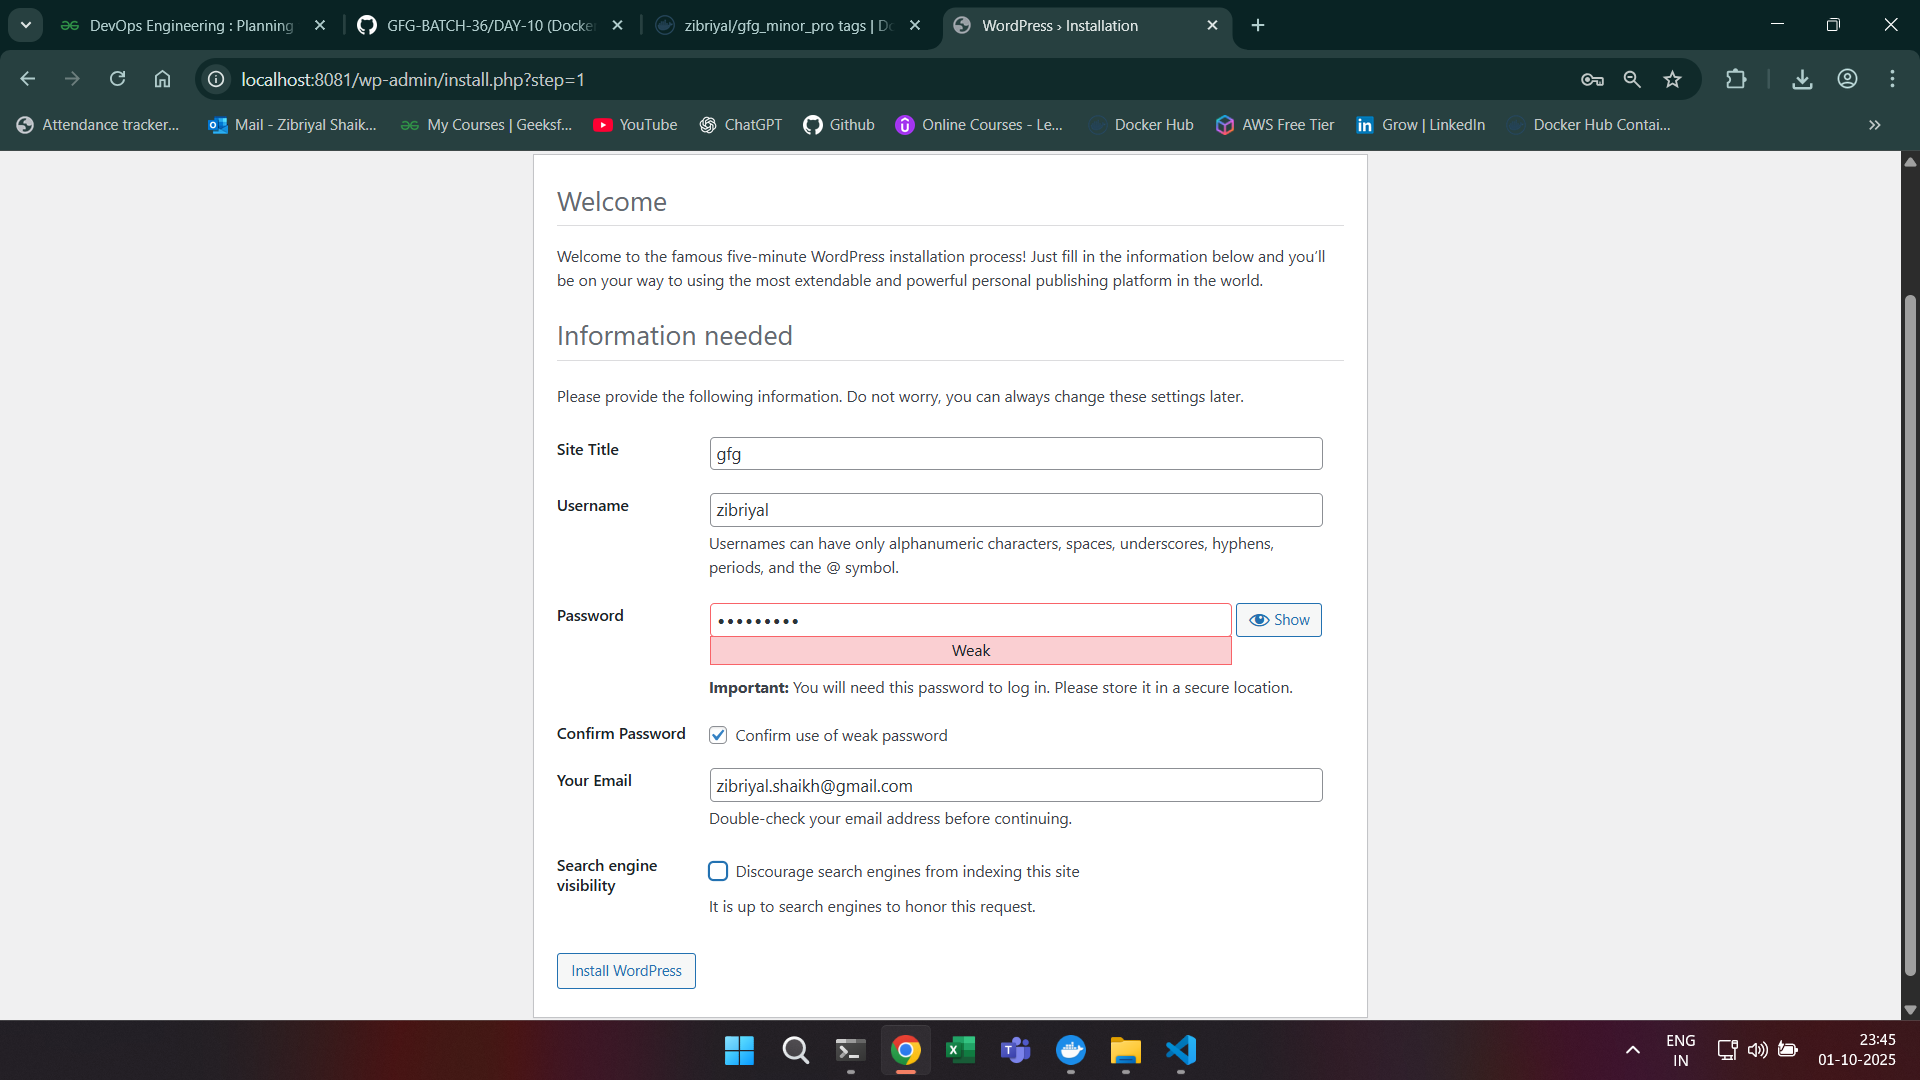 DevOps Engineering : Planning
GFG-BATCH-36/DAY-10 (Docker
zibriyal/gfg_minor_pro tags | Do
WordPress › Installation
localhost:8081/wp-admin/install.php?step=1
Attendance tracker...
Mail - Zibriyal Shaik...
My Courses | Geeksf...
YouTube
ChatGPT
Github
Online Courses - Le...
Docker Hub
AWS Free Tier
Grow | LinkedIn
Docker Hub Contai...
Welcome
Welcome to the famous five-minute WordPress installation process! Just fill in the information below and you’ll
be on your way to using the most extendable and powerful personal publishing platform in the world.
Information needed
Please provide the following information. Do not worry, you can always change these settings later.
Site Title
gfg
Username
zibriyal
Usernames can have only alphanumeric characters, spaces, underscores, hyphens,
periods, and the @ symbol.
Password
•••••••••
Show
Weak
Important: You will need this password to log in. Please store it in a secure location.
Confirm Password
Confirm use of weak password
Your Email
zibriyal.shaikh@gmail.com
Double-check your email address before continuing.
Search engine
visibility
Discourage search engines from indexing this site
It is up to search engines to honor this request.
Install WordPress
ENG
IN
23:45
01-10-2025